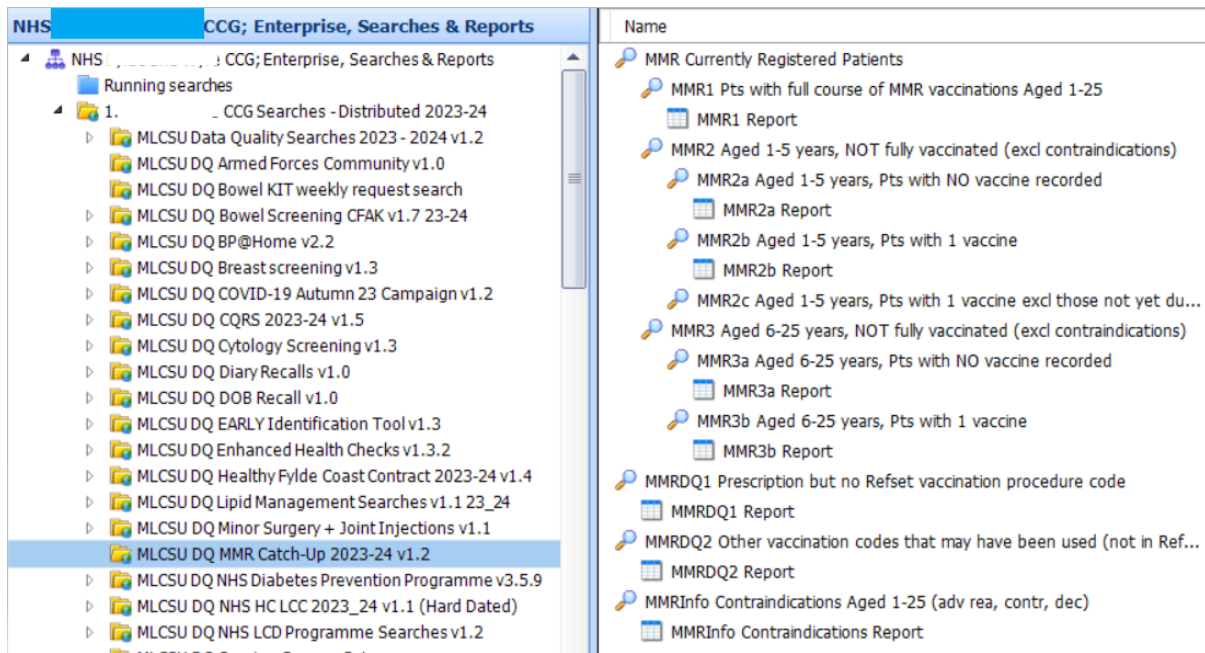 NHS CCG; Enterprise, Searches & Reports
NHS CCG; Enterprise, Searches & Reports
Running searches
1. CCG Searches - Distributed 2023-24
MLCSU Data Quality Searches 2023 - 2024 v1.2
MLCSU DQ Armed Forces Community v1.0
MLCSU DQ Bowel KIT weekly request search
MLCSU DQ Bowel Screening CFAK v1.7 23-24
MLCSU DQ BP@Home v2.2
MLCSU DQ Breast screening v1.3
MLCSU DQ COVID-19 Autumn 23 Campaign v1.2
MLCSU DQ CQRS 2023-24 v1.5
MLCSU DQ Cytology Screening v1.3
MLCSU DQ Diary Recalls v1.0
MLCSU DQ DOB Recall v1.0
MLCSU DQ EARLY Identification Tool v1.3
MLCSU DQ Enhanced Health Checks v1.3.2
MLCSU DQ Healthy Fylde Coast Contract 2023-24 v1.4
MLCSU DQ Lipid Management Searches v1.1 23_24
MLCSU DQ Minor Surgery + Joint Injections v1.1
MLCSU DQ MMR Catch-Up 2023-24 v1.2
MLCSU DQ NHS Diabetes Prevention Programme v3.5.9
MLCSU DQ NHS HC LCC 2023_24 v1.1 (Hard Dated)
MLCSU DQ NHS LCD Programme Searches v1.2
Name
MMR Currently Registered Patients
MMR1 Pts with full course of MMR vaccinations Aged 1-25
MMR1 Report
MMR2 Aged 1-5 years, NOT fully vaccinated (excl contraindications)
MMR2a Aged 1-5 years, Pts with NO vaccine recorded
MMR2a Report
MMR2b Aged 1-5 years, Pts with 1 vaccine
MMR2b Report
MMR2c Aged 1-5 years, Pts with 1 vaccine excl those not yet du...
MMR3 Aged 6-25 years, NOT fully vaccinated (excl contraindications)
MMR3a Aged 6-25 years, Pts with NO vaccine recorded
MMR3a Report
MMR3b Aged 6-25 years, Pts with 1 vaccine
MMR3b Report
MMRDQ1 Prescription but no Refset vaccination procedure code
MMRDQ1 Report
MMRDQ2 Other vaccination codes that may have been used (not in Ref...
MMRDQ2 Report
MMRInfo Contraindications Aged 1-25 (adv rea, contr, dec)
MMRInfo Contraindications Report